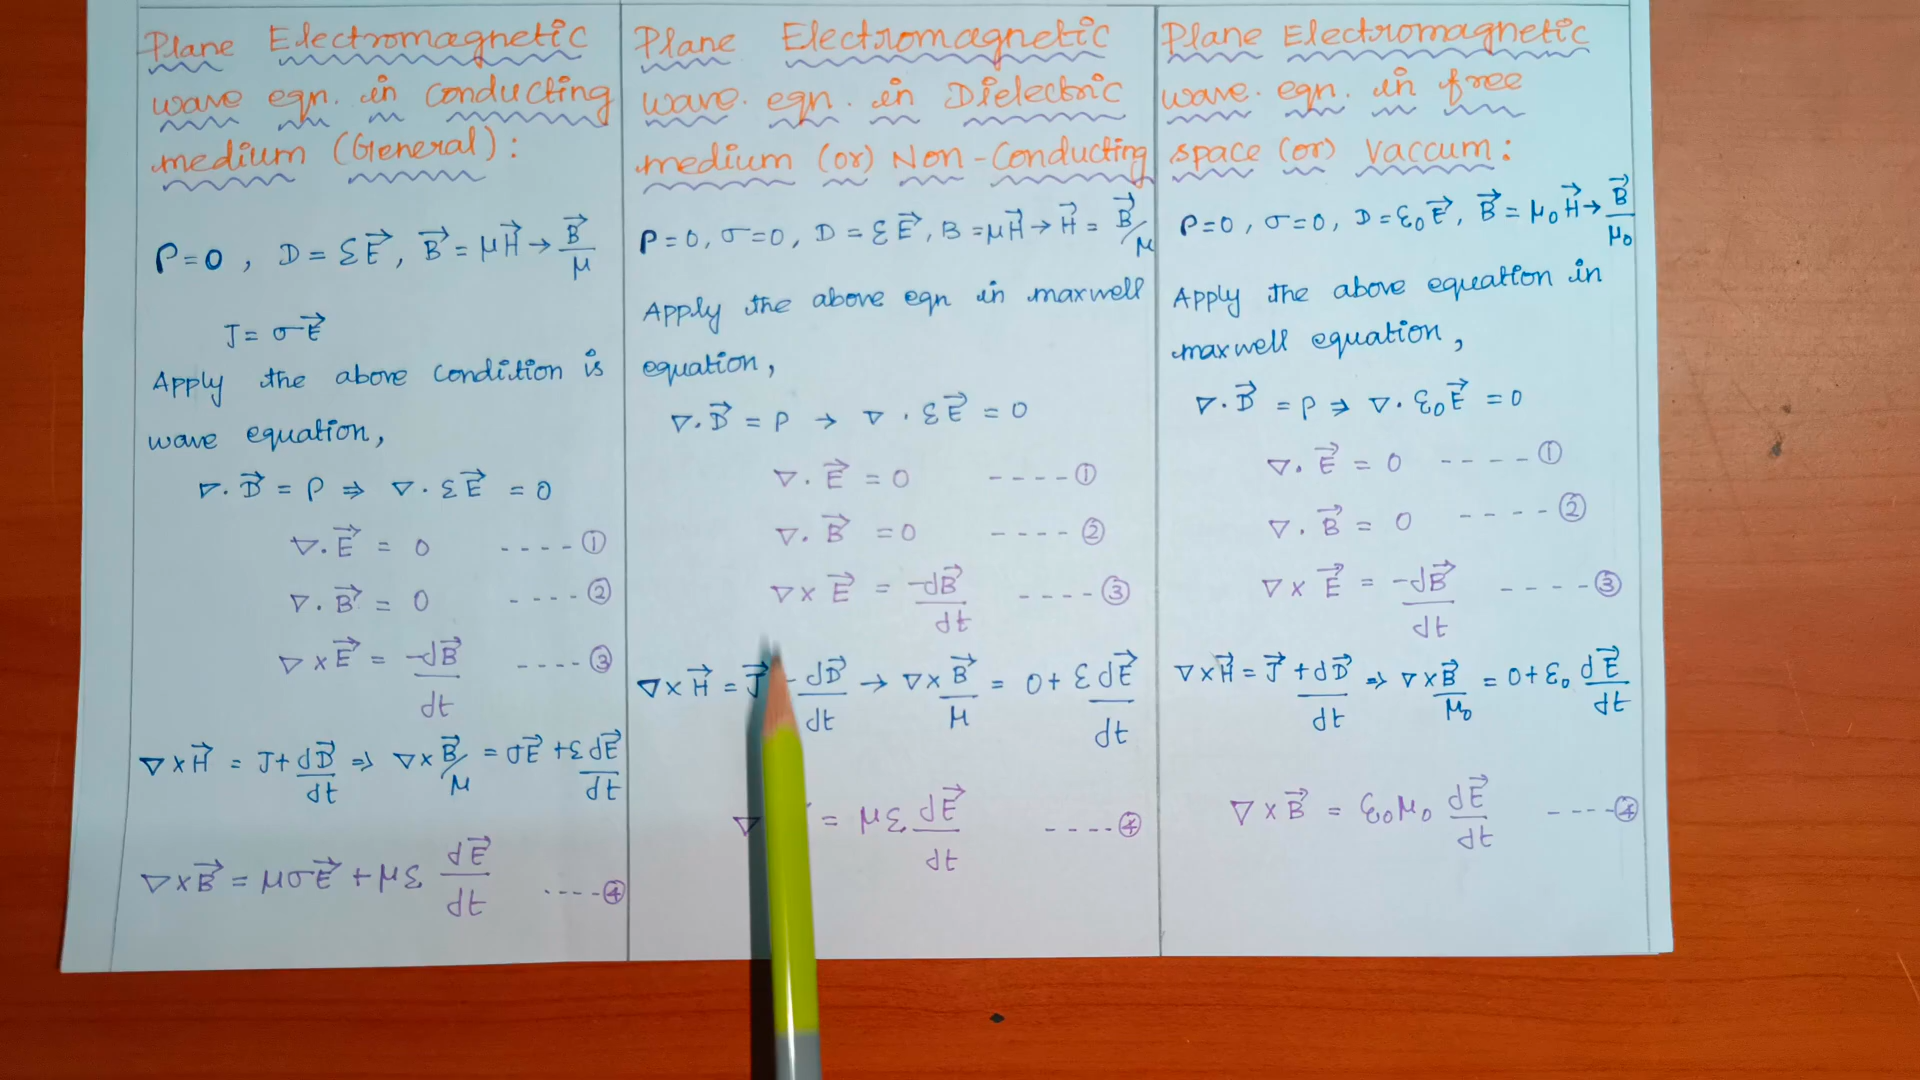 Plane Electromagnetic
wave eqn. in conducting
medium (General):
ρ=0, D=εE⃗, B⃗=μH⃗→B⃗/μ
J=σE⃗
Apply the above condition is
wave equation,
∇·D⃗=ρ⇒∇·εE⃗=0
∇·E⃗=0 ----①
∇·B⃗=0 ----②
∇×E⃗=-dB⃗/dt ----③
∇×H⃗=J+dD⃗/dt⇒∇×B⃗/μ=σE⃗+εdE⃗/dt
∇×B⃗=μσE⃗+με dE⃗/dt ----④
Plane Electromagnetic
wave. eqn. in Dielectric
medium (or) Non-Conducting
ρ=0, σ=0, D=εE⃗, B=μH⃗→H⃗=B⃗/μ
Apply the above eqn in maxwell
equation,
∇·D⃗=ρ→∇·εE⃗=0
∇·E⃗=0 ----①
∇·B⃗=0 ----②
∇×E⃗=-dB⃗/dt ----③
∇×H⃗=J⃗ dD⃗/dt→∇×B⃗/μ=0+εdE⃗/dt
∇ =με dE⃗/dt ----④
Plane Electromagnetic
wave. eqn. in free
space (or) Vaccum:
ρ=0, σ=0, D=ε₀E⃗, B⃗=μ₀H⃗→B⃗/μ₀
Apply the above equation in
maxwell equation,
∇·D⃗=ρ⇒∇·ε₀E⃗=0
∇·E⃗=0 ----①
∇·B⃗=0 ----②
∇×E⃗=-dB⃗/dt ----③
∇×H⃗=J⃗+dD⃗/dt⇒∇×B⃗/μ₀=0+ε₀dE⃗/dt
∇×B⃗=ε₀μ₀ dE⃗/dt ----④